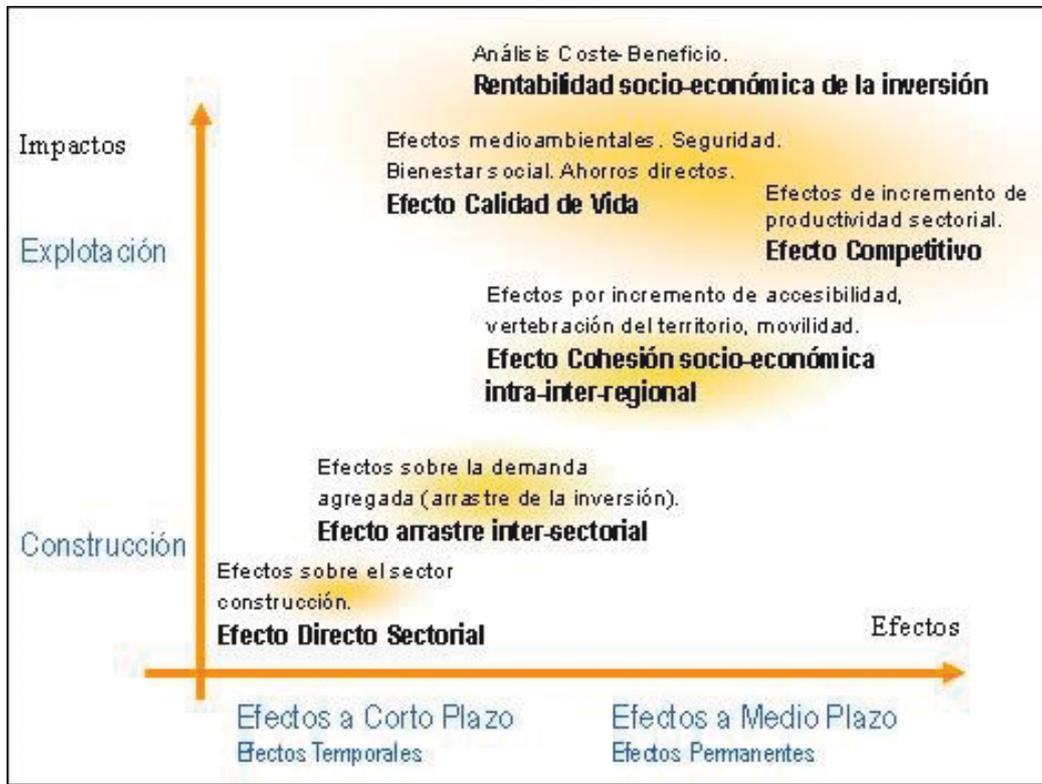 Análisis Coste-Beneficio.
Rentabilidad socio-económica de la inversión
Impactos
Efectos medioambientales. Seguridad.
Bienestar social. Ahorros directos.
Efecto Calidad de Vida
Efectos de incremento de
productividad sectorial.
Efecto Competitivo
Explotación
Efectos por incremento de accesibilidad,
vertebración del territorio, movilidad.
Efecto Cohesión socio-económica
intra-inter-regional
Efectos sobre la demanda
agregada (arrastre de la inversión).
Efecto arrastre inter-sectorial
Construcción
Efectos sobre el sector
construcción.
Efecto Directo Sectorial
Efectos
Efectos a Corto Plazo
Efectos Temporales
Efectos a Medio Plazo
Efectos Permanentes